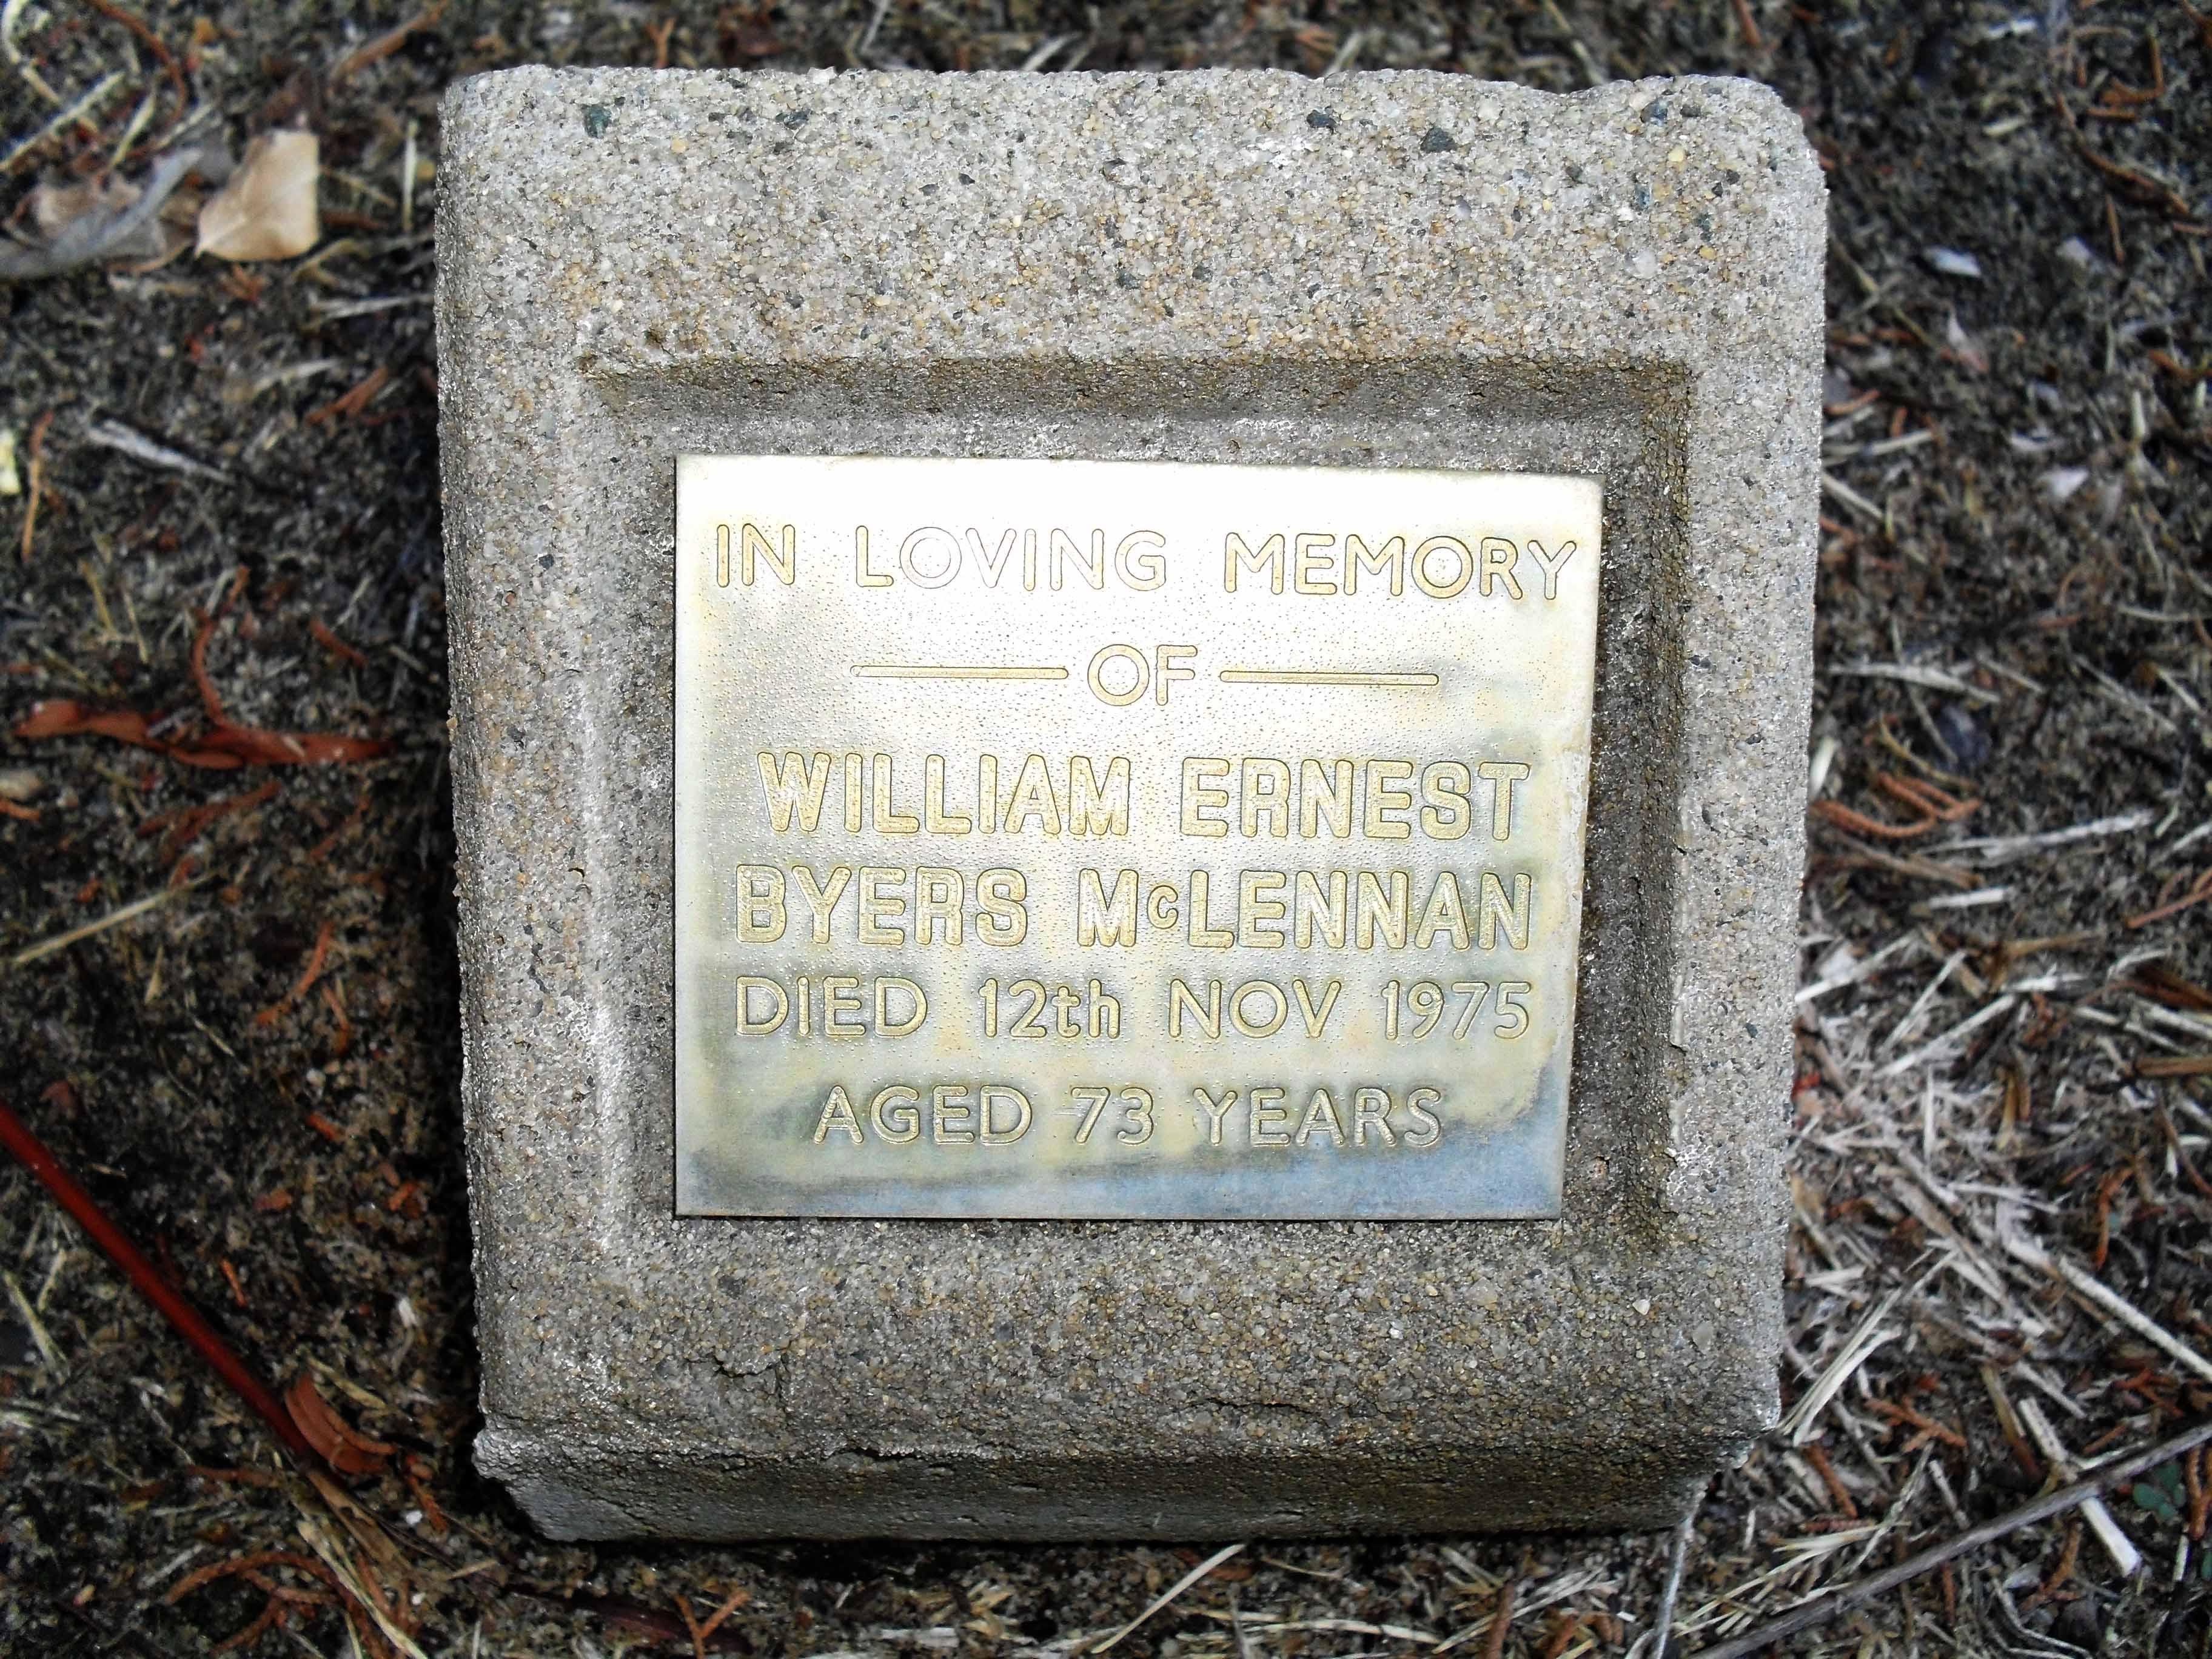 IN LOVING MEMORY
OF
WILLIAM ERNEST
BYERS McLENNAN
DIED 12th NOV 1975
AGED 73 YEARS